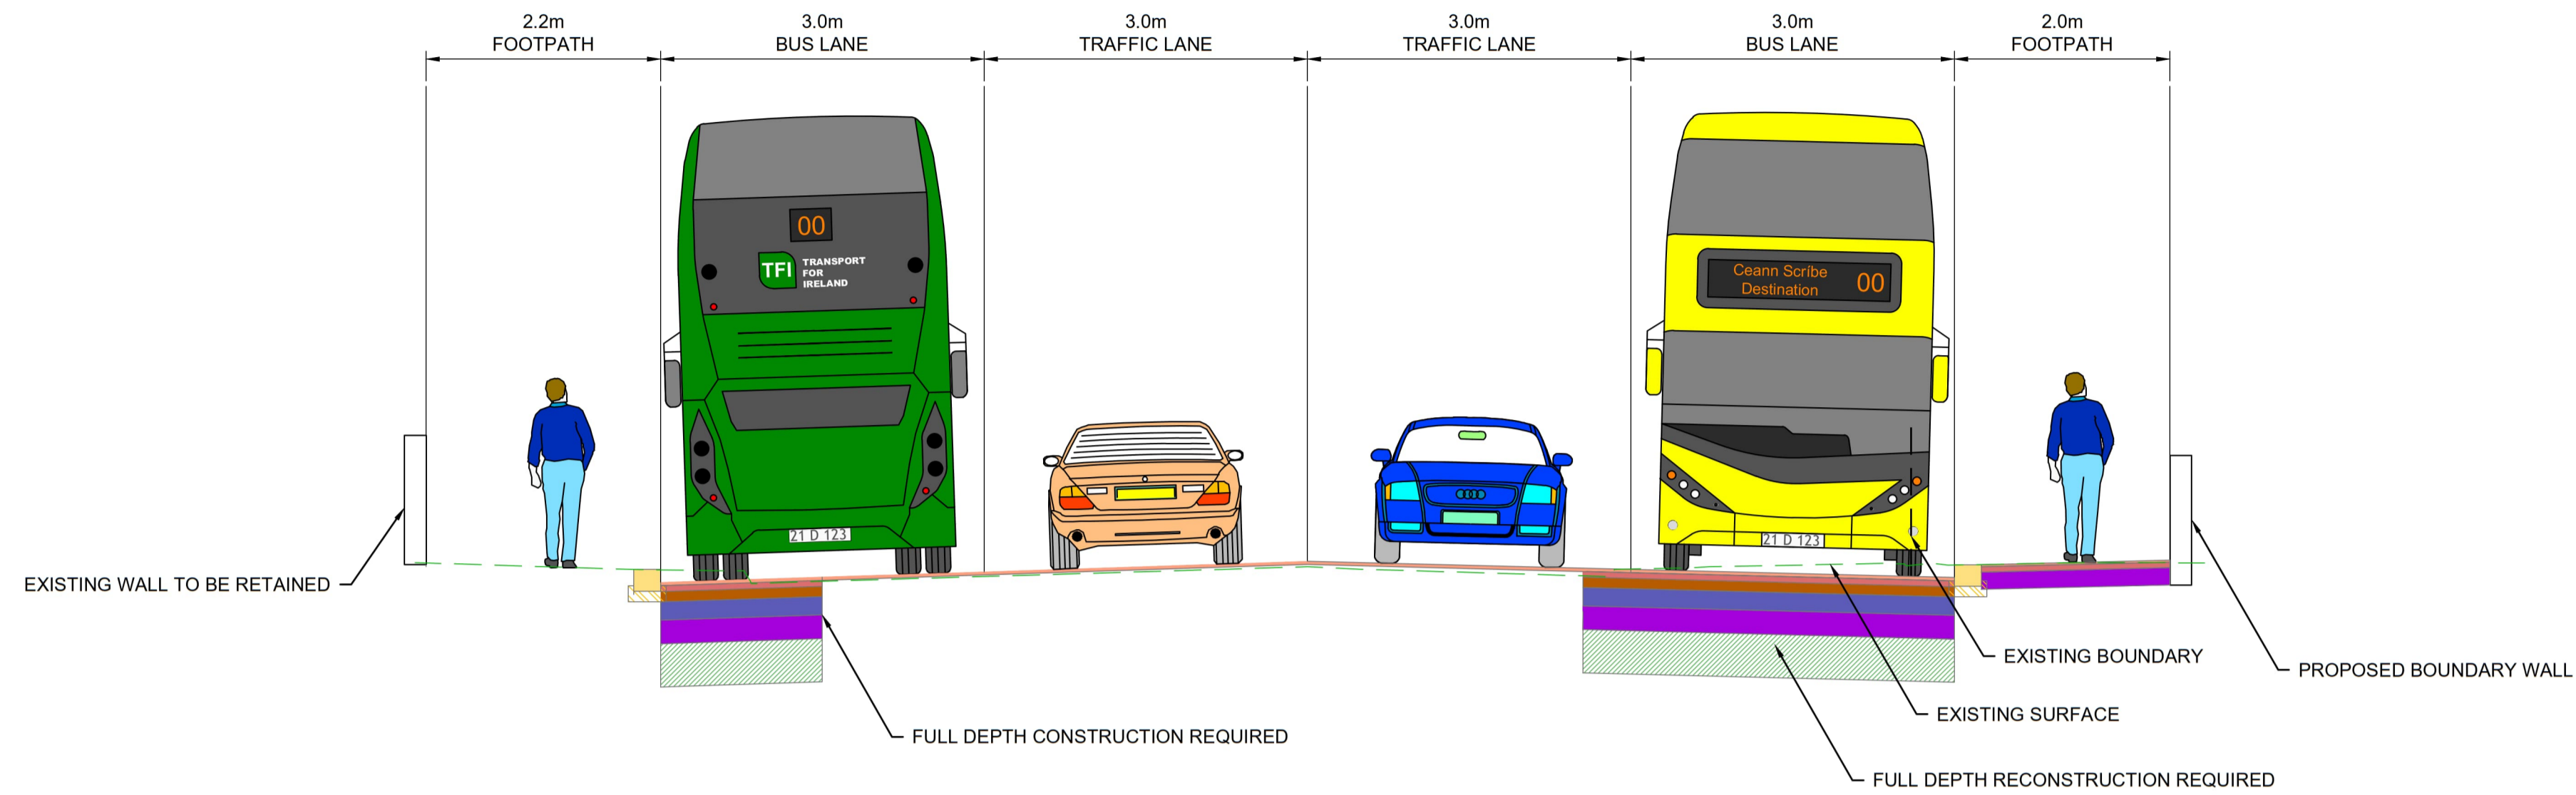 2.2m
FOOTPATH
3.0m
BUS LANE
3.0m
TRAFFIC LANE
3.0m
TRAFFIC LANE
3.0m
BUS LANE
2.0m
FOOTPATH
00
TFI
TRANSPORT
FOR
IRELAND
21 D 123
Ceann Scríbe
Destination
00
21 D 123
EXISTING WALL TO BE RETAINED
FULL DEPTH CONSTRUCTION REQUIRED
EXISTING BOUNDARY
PROPOSED BOUNDARY WALL
EXISTING SURFACE
FULL DEPTH RECONSTRUCTION REQUIRED